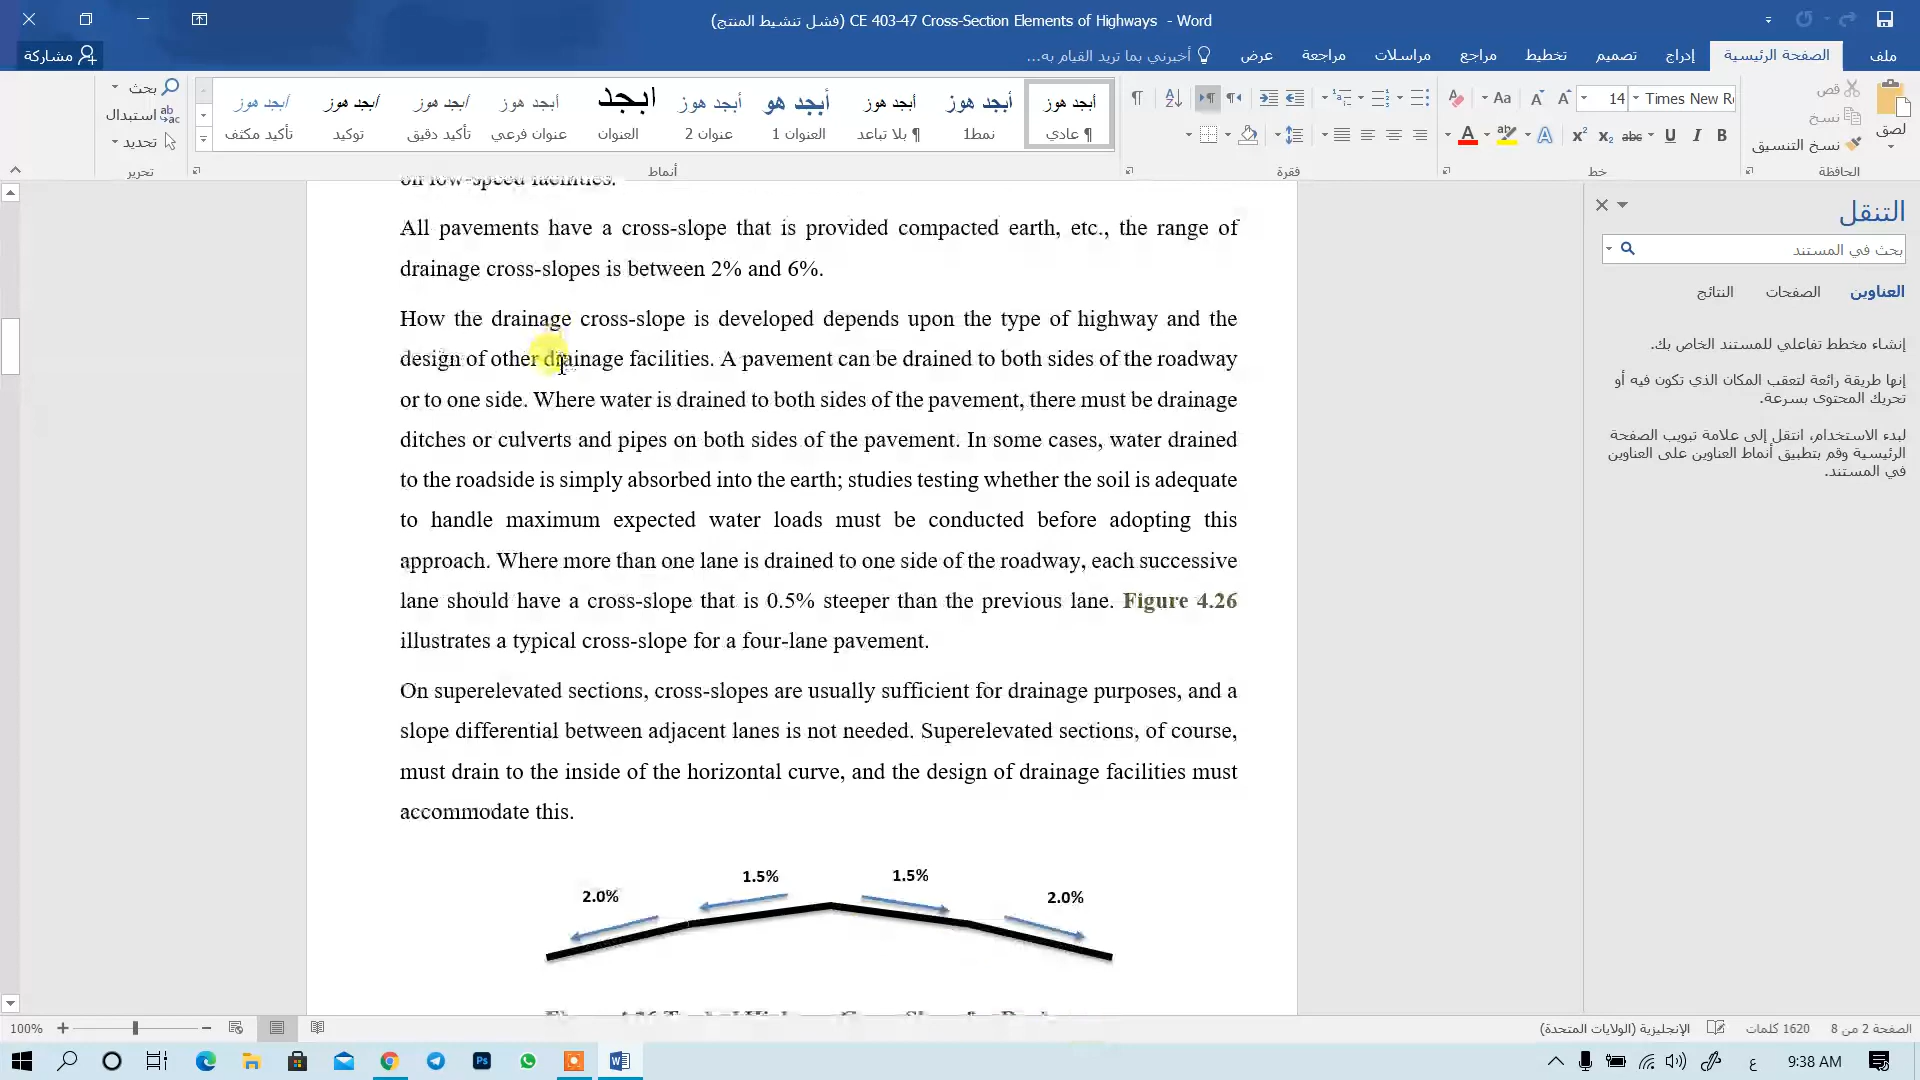 CE 403-47 Cross-Section Elements of Highways (فشل تنشيط المنتج) - Word
ملف
الصفحة الرئيسية
إدراج
تصميم
تخطيط
مراجع
مراسلات
مراجعة
عرض
أخبرني بما تريد القيام به...
مشاركة
لصق
قص
نسخ
نسخ التنسيق
الحافظة
Times New R
14
Aa
B I U abc X₂ X²
خط
فقرة
أبجد هوز أبجد هوز أبجد هوز أبجد هو أبجد هوز ابجد أبجد هوز أبجد هوز أبجد هوز أبجد هوز
¶ عادي نمط1 ¶ بلا تباعد العنوان 1 عنوان 2 العنوان عنوان فرعي تأكيد دقيق توكيد تأكيد مكثف
أنماط
بحث
استبدال
تحديد
تحرير
on low-speed facilities.
All pavements have a cross-slope that is provided compacted earth, etc., the range of
drainage cross-slopes is between 2% and 6%.
How the drainage cross-slope is developed depends upon the type of highway and the
design of other drainage facilities. A pavement can be drained to both sides of the roadway
or to one side. Where water is drained to both sides of the pavement, there must be drainage
ditches or culverts and pipes on both sides of the pavement. In some cases, water drained
to the roadside is simply absorbed into the earth; studies testing whether the soil is adequate
to handle maximum expected water loads must be conducted before adopting this
approach. Where more than one lane is drained to one side of the roadway, each successive
lane should have a cross-slope that is 0.5% steeper than the previous lane. Figure 4.26
illustrates a typical cross-slope for a four-lane pavement.
On superelevated sections, cross-slopes are usually sufficient for drainage purposes, and a
slope differential between adjacent lanes is not needed. Superelevated sections, of course,
must drain to the inside of the horizontal curve, and the design of drainage facilities must
accommodate this.
2.0% 1.5% 1.5% 2.0%
التنقل
بحث في المستند
العناوين
الصفحات
النتائج
إنشاء مخطط تفاعلي للمستند الخاص بك.
إنها طريقة رائعة لتعقب المكان الذي تكون فيه أو
تحريك المحتوى بسرعة.
لبدء الاستخدام، انتقل إلى علامة تبويب الصفحة
الرئيسية وقم بتطبيق أنماط العناوين على العناوين
في المستند.
الصفحة 2 من 8
1620 كلمات
الإنجليزية (الولايات المتحدة)
100%
Ps
ع
9:38 AM